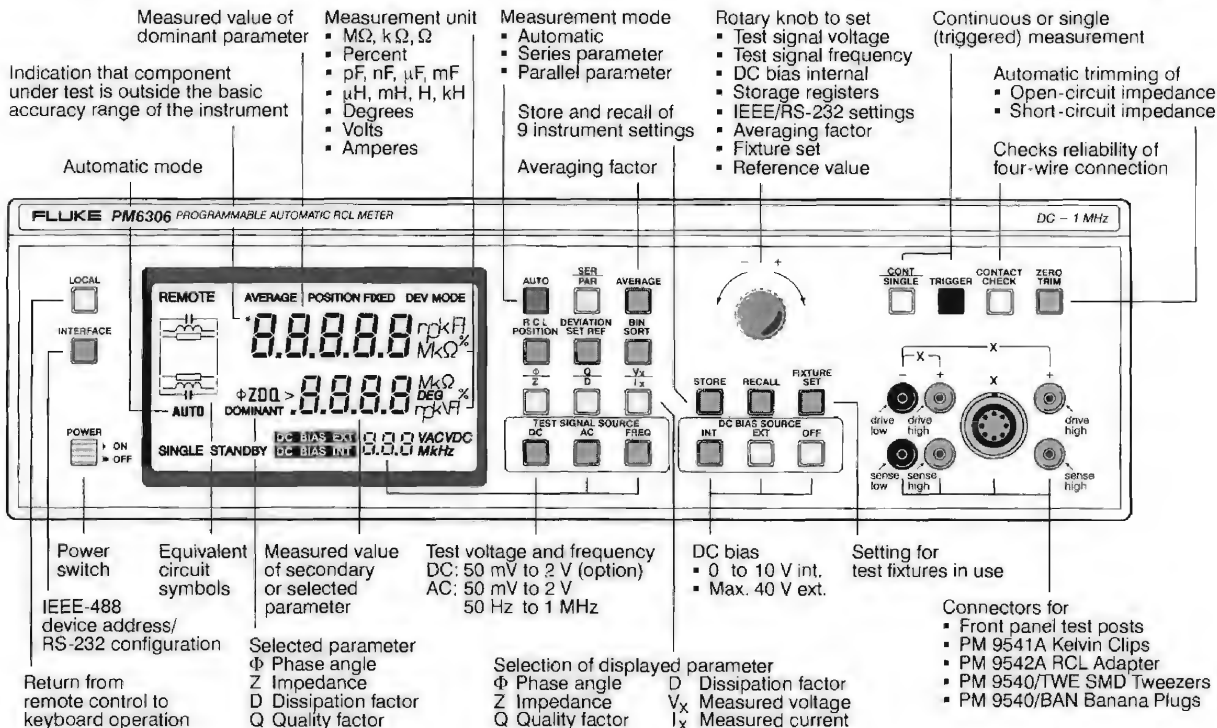 Measured value of
dominant parameter
Measurement unit
▪ MΩ, kΩ, Ω
▪ Percent
▪ pF, nF, μF, mF
▪ μH, mH, H, kH
▪ Degrees
▪ Volts
▪ Amperes
Measurement mode
▪ Automatic
▪ Series parameter
▪ Parallel parameter
Rotary knob to set
▪ Test signal voltage
▪ Test signal frequency
▪ DC bias internal
▪ Storage registers
▪ IEEE/RS-232 settings
▪ Averaging factor
▪ Fixture set
▪ Reference value
Continuous or single
(triggered) measurement
Indication that component
under test is outside the basic
accuracy range of the instrument
Store and recall of
9 instrument settings
Automatic trimming of
▪ Open-circuit impedance
▪ Short-circuit impedance
Automatic mode
Averaging factor
Checks reliability of
four-wire connection
FLUKE PM6306 PROGRAMMABLE AUTOMATIC RCL METER
DC – 1 MHz
LOCAL
INTERFACE
POWER
ON
OFF
REMOTE AVERAGE POSITION FIXED DEV MODE
8.8.8.8.8
MkΩ%
ΦZDQ >
DOMINANT
.8.8.8.8
MkΩ
DEG %
AUTO
SINGLE STANDBY
DC BIAS EXT
DC BIAS INT
8.8.8
VACVDC
MkHz
AUTO
SER
PAR
AVERAGE
RCL
POSITION
DEVIATION
SET REF
BIN
SORT
Φ
Z
Q
D
Vx
Ix
TEST SIGNAL SOURCE
DC AC FREQ
– +
STORE RECALL
FIXTURE
SET
DC BIAS SOURCE
INT EXT OFF
CONT
SINGLE
TRIGGER
CONTACT
CHECK
ZERO
TRIM
X
– X +
+
X
drive
low
drive
high
drive
high
sense
low
sense
high
sense
high
Power
switch
Equivalent
circuit
symbols
Measured value
of secondary
or selected
parameter
Test voltage and frequency
DC: 50 mV to 2 V (option)
AC: 50 mV to 2 V
50 Hz to 1 MHz
DC bias
▪ 0 to 10 V int.
▪ Max. 40 V ext.
Setting for
test fixtures in use
IEEE-488
device address/
RS-232 configuration
Connectors for
▪ Front panel test posts
▪ PM 9541A Kelvin Clips
▪ PM 9542A RCL Adapter
▪ PM 9540/TWE SMD Tweezers
▪ PM 9540/BAN Banana Plugs
Return from
remote control to
keyboard operation
Selected parameter
Φ Phase angle
Z Impedance
D Dissipation factor
Q Quality factor
Selection of displayed parameter
Φ Phase angle
Z Impedance
Q Quality factor
D Dissipation factor
Vx Measured voltage
Ix Measured current